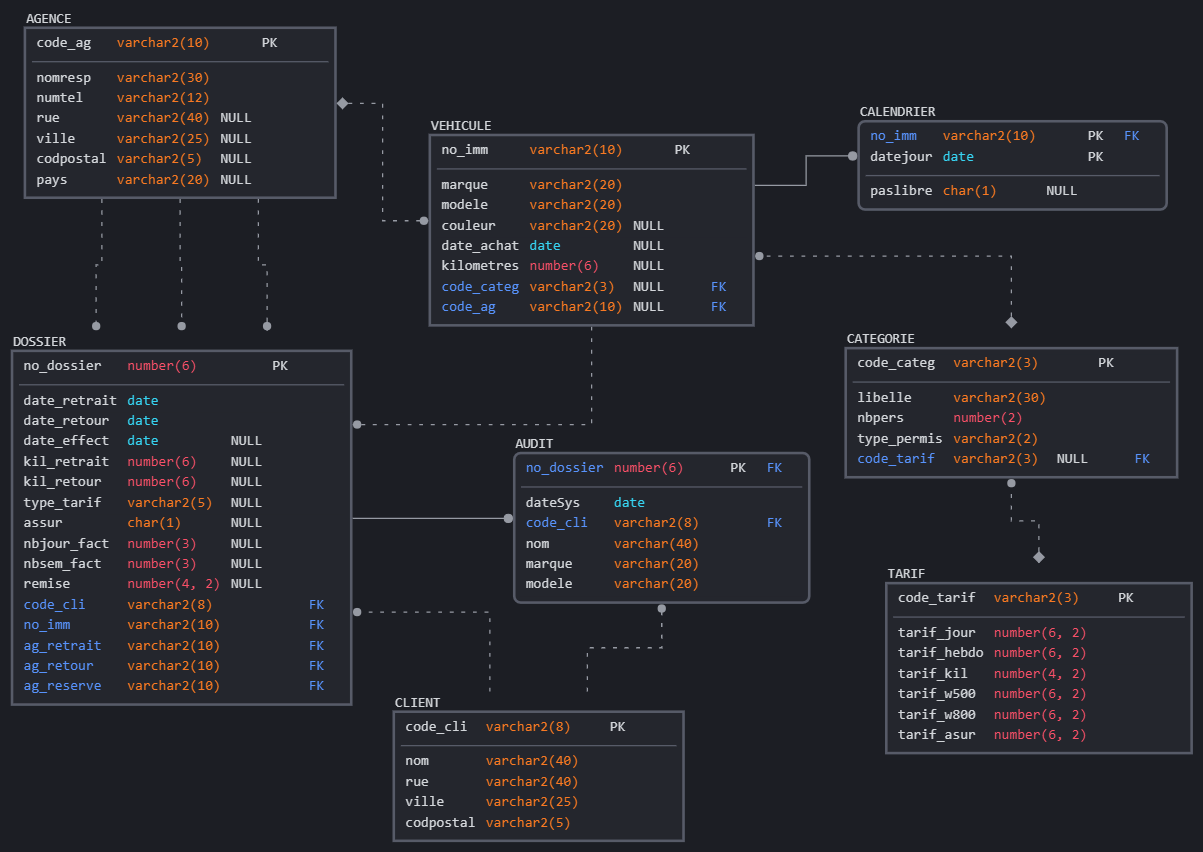 AGENCE
code_ag varchar2(10) PK
nomresp varchar2(30)
numtel varchar2(12)
rue varchar2(40) NULL
ville varchar2(25) NULL
codpostal varchar2(5) NULL
pays varchar2(20) NULL
VEHICULE
no_imm varchar2(10) PK
marque varchar2(20)
modele varchar2(20)
couleur varchar2(20) NULL
date_achat date NULL
kilometres number(6) NULL
code_categ varchar2(3) NULL FK
code_ag varchar2(10) NULL FK
CALENDRIER
no_imm varchar2(10) PK FK
datejour date PK
paslibre char(1) NULL
DOSSIER
no_dossier number(6) PK
date_retrait date
date_retour date
date_effect date NULL
kil_retrait number(6) NULL
kil_retour number(6) NULL
type_tarif varchar2(5) NULL
assur char(1) NULL
nbjour_fact number(3) NULL
nbsem_fact number(3) NULL
remise number(4, 2) NULL
code_cli varchar2(8) FK
no_imm varchar2(10) FK
ag_retrait varchar2(10) FK
ag_retour varchar2(10) FK
ag_reserve varchar2(10) FK
CATEGORIE
code_categ varchar2(3) PK
libelle varchar2(30)
nbpers number(2)
type_permis varchar2(2)
code_tarif varchar2(3) NULL FK
AUDIT
no_dossier number(6) PK FK
dateSys date
code_cli varchar2(8) FK
nom varchar(40)
marque varchar(20)
modele varchar(20)
TARIF
code_tarif varchar2(3) PK
tarif_jour number(6, 2)
tarif_hebdo number(6, 2)
tarif_kil number(4, 2)
tarif_w500 number(6, 2)
tarif_w800 number(6, 2)
tarif_asur number(6, 2)
CLIENT
code_cli varchar2(8) PK
nom varchar2(40)
rue varchar2(40)
ville varchar2(25)
codpostal varchar2(5)